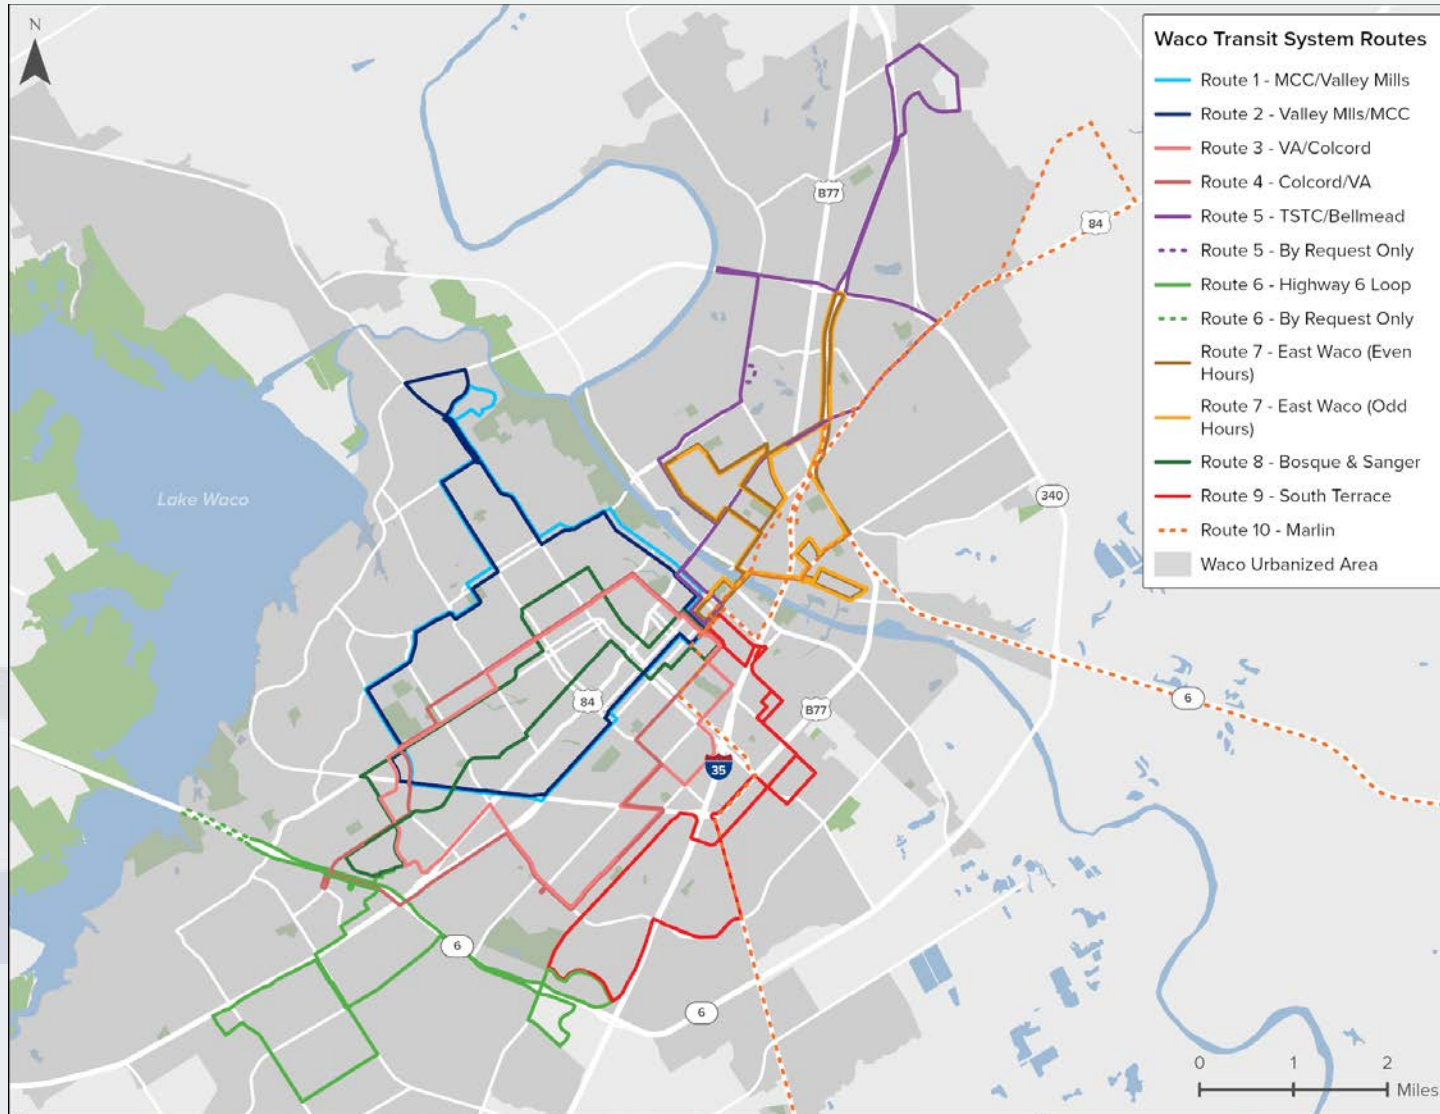 N
Waco Transit System Routes
Route 1 - MCC/Valley Mills
Route 2 - Valley Mlls/MCC
Route 3 - VA/Colcord
Route 4 - Colcord/VA
Route 5 - TSTC/Bellmead
Route 5 - By Request Only
Route 6 - Highway 6 Loop
Route 6 - By Request Only
Route 7 - East Waco (Even
Hours)
Route 7 - East Waco (Odd
Hours)
Route 8 - Bosque & Sanger
Route 9 - South Terrace
Route 10 - Marlin
Waco Urbanized Area
B77
84
340
Lake Waco
84
B77
6
35
6
6
0 1 2
Miles